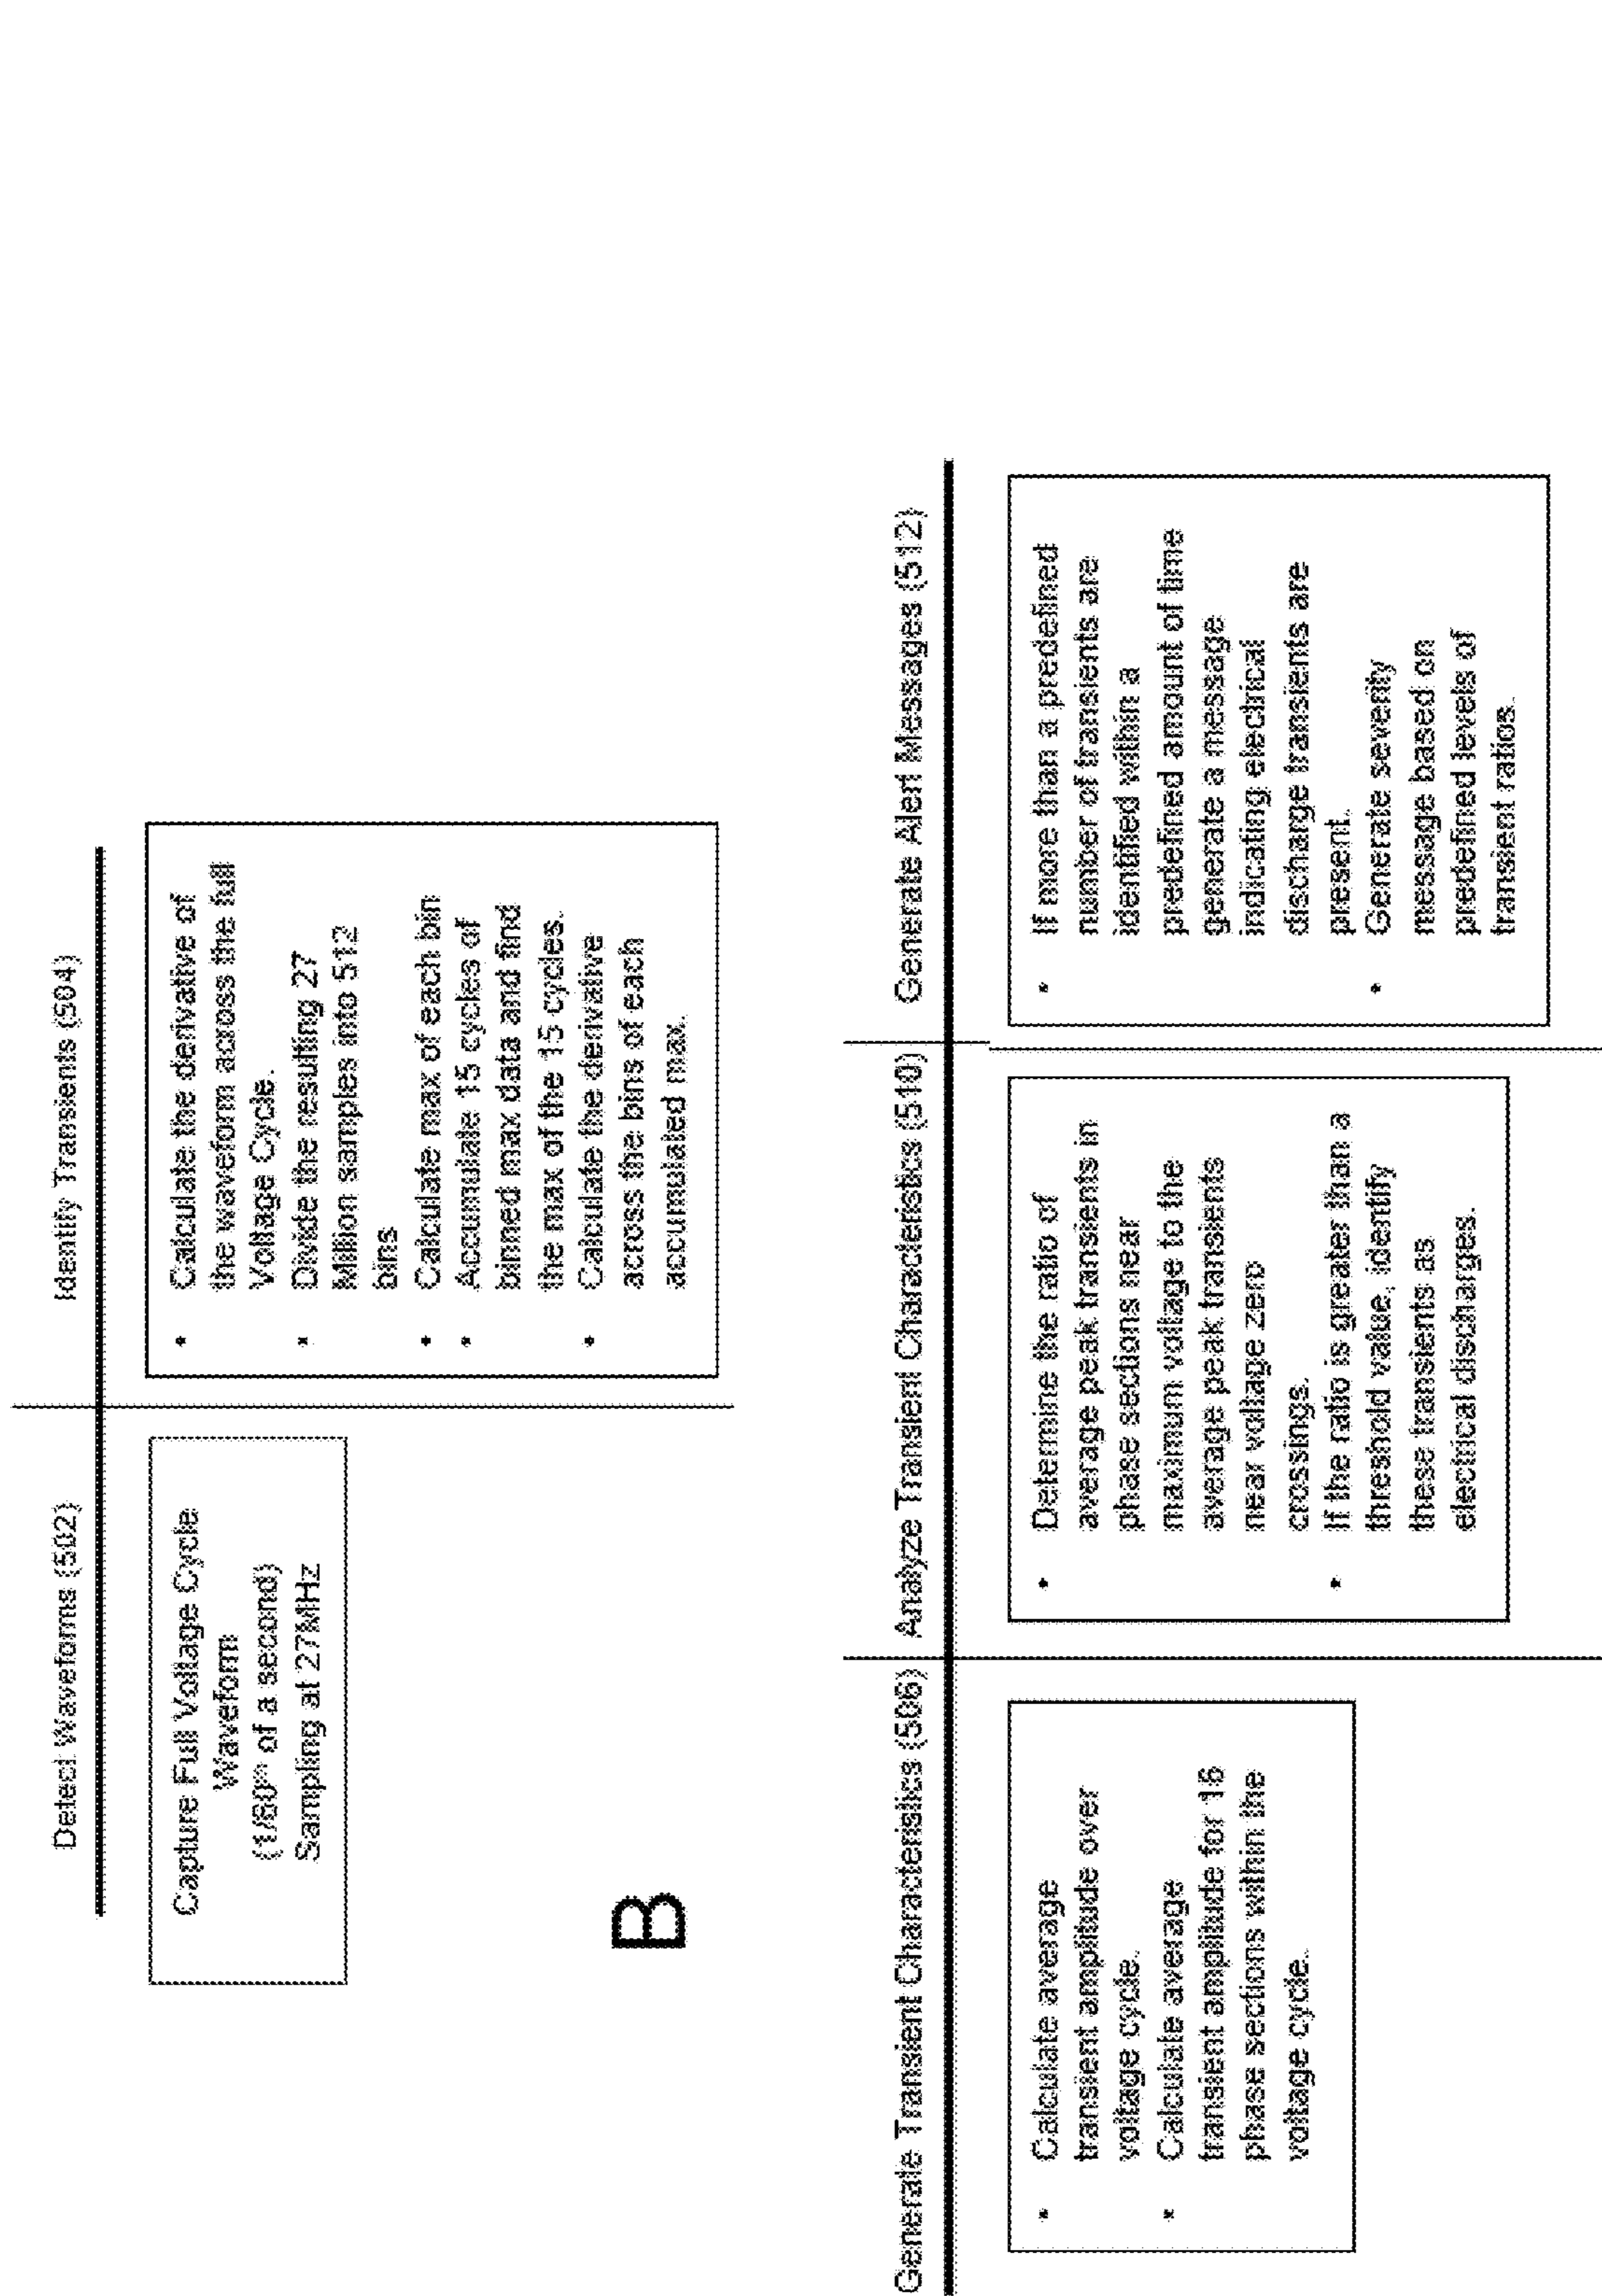 Detect Waveforms (502)
Identify Transients (504)
Capture Full Voltage Cycle
Waveform
(1/60th of a second)
Sampling at 27MHz
• Calculate the derivative of
the waveform across the full
Voltage Cycle.
• Divide the resulting 27
Million samples into 512
bins
• Calculate max of each bin
• Accumulate 15 cycles of
binned max data and find
the max of the 15 cycles.
• Calculate the derivative
across the bins of each
accumulated max.
B
Generate Transient Characteristics (506)
Analyze Transient Characteristics (510)
Generate Alert Messages (512)
• Calculate average
transient amplitude over
voltage cycle.
• Calculate average
transient amplitude for 16
phase sections within the
voltage cycle.
• Determine the ratio of
average peak transients in
phase sections near
maximum voltage to the
average peak transients
near voltage zero
crossings.
• If the ratio is greater than a
threshold value, identify
these transients as
electrical discharges.
• If more than a predefined
number of transients are
identified within a
predefined amount of time
generate a message
indicating electrical
discharge transients are
present.
• Generate severity
message based on
predefined levels of
transient ratios.